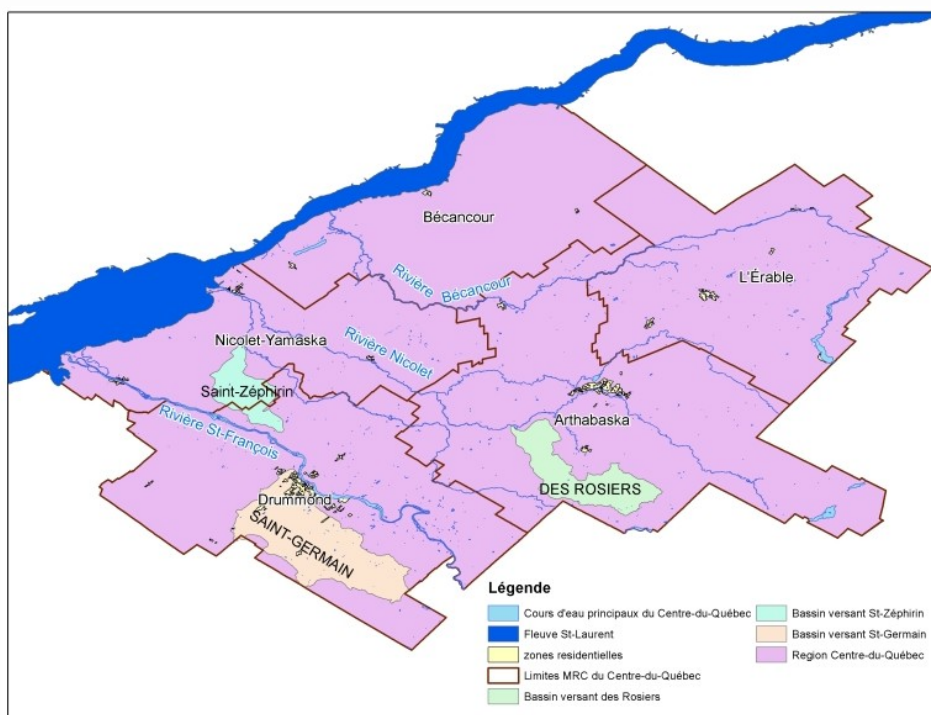 Bécancour
L'Érable
Rivière Bécancour
Nicolet-Yamaska
Rivière Nicolet
Saint-Zéphirin
Arthabaska
Rivière St-François
DES ROSIERS
Drummond
SAINT-GERMAIN
Légende
Cours d'eau principaux du Centre-du-Québec
Fleuve St-Laurent
zones residentielles
Limites MRC du Centre-du-Québec
Bassin versant des Rosiers
Bassin versant St-Zéphirin
Bassin versant St-Germain
Region Centre-du-Québec